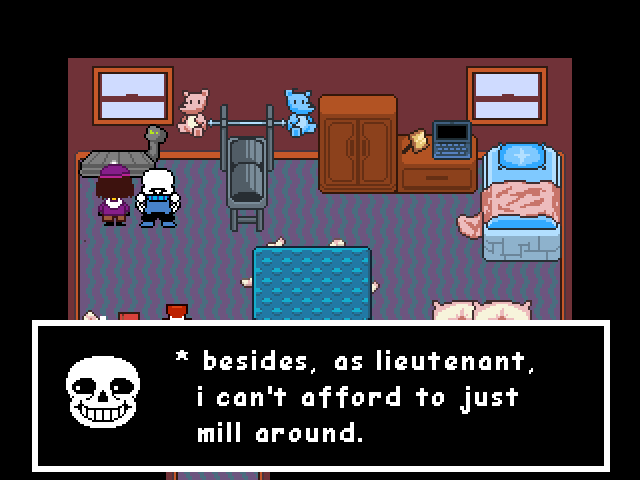 * besides, as lieutenant,
i can't afford to just
mill around.